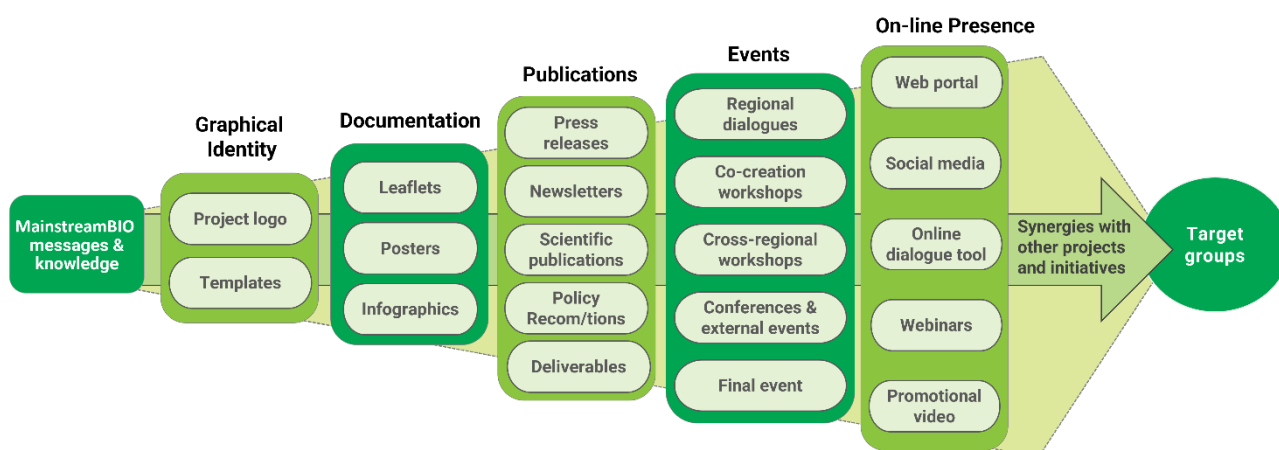 MainstreamBIO
messages &
knowledge
Graphical
Identity
Project logo
Templates
Documentation
Leaflets
Posters
Infographics
Publications
Press
releases
Newsletters
Scientific
publications
Policy
Recom/tions
Deliverables
Events
Regional
dialogues
Co-creation
workshops
Cross-regional
workshops
Conferences &
external events
Final event
On-line Presence
Web portal
Social media
Online
dialogue tool
Webinars
Promotional
video
Synergies with
other projects
and initiatives
Target
groups